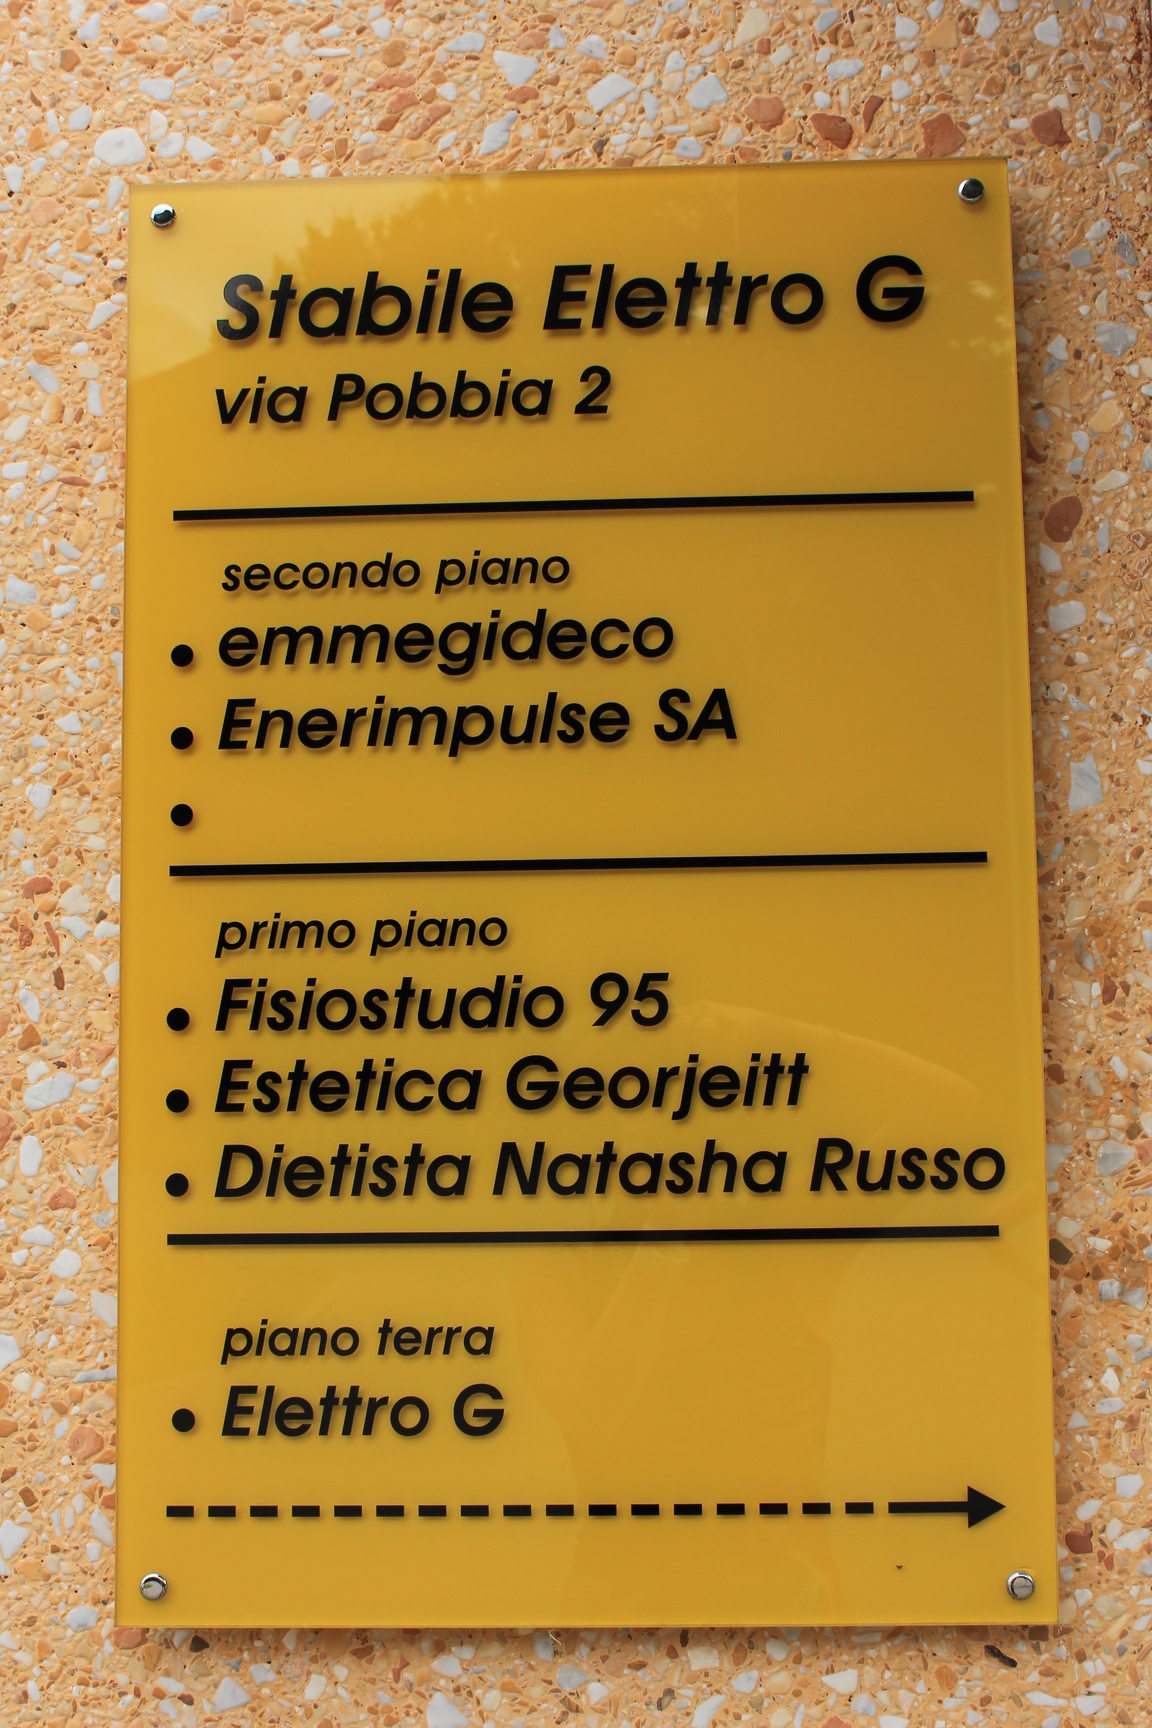 Stabile Elettro G
via Pobbia 2
secondo piano
• emmegideco
• Enerimpulse SA
•
primo piano
• Fisiostudio 95
• Estetica Georjeitt
• Dietista Natasha Russo
piano terra
• Elettro G